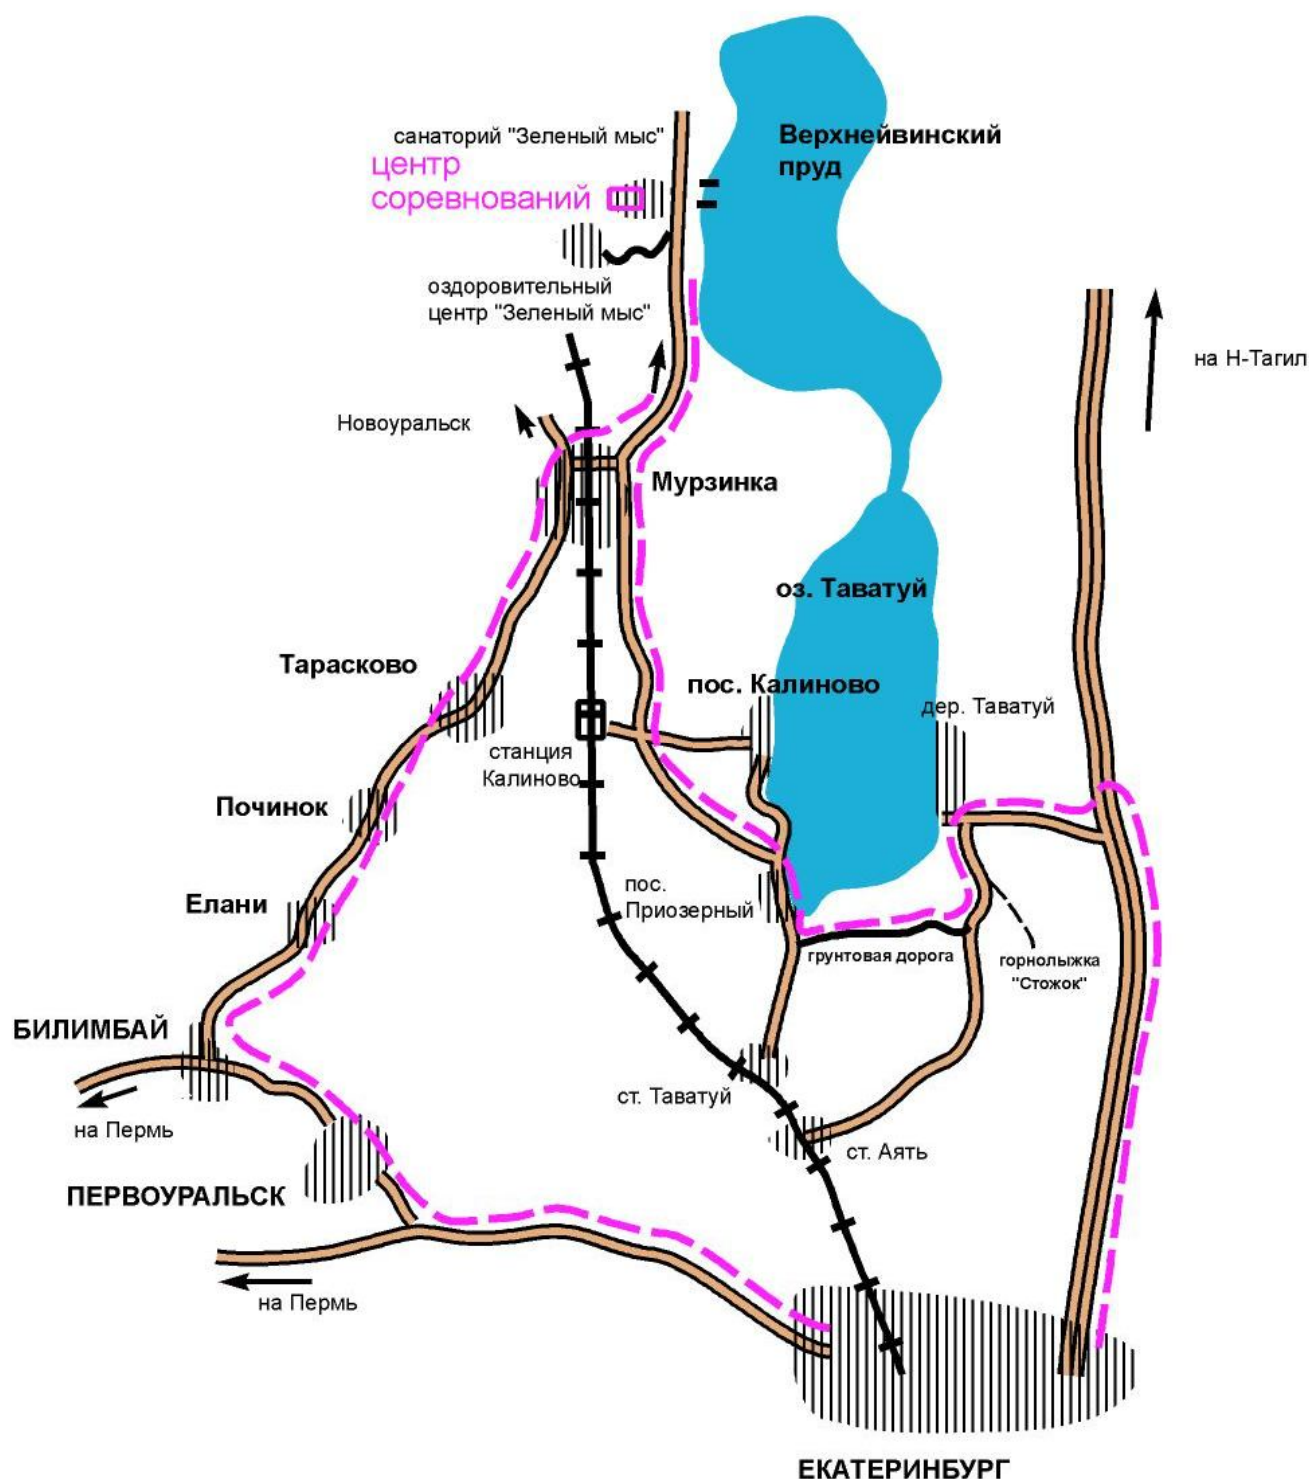 санаторий "Зеленый мыс"
центр
соревнований
Верхнейвинский
пруд
оздоровительный
центр "Зеленый мыс"
на Н-Тагил
Новоуральск
Мурзинка
оз. Таватуй
Тарасково
пос. Калиново
дер. Таватуй
станция
Калиново
Починок
Елани
пос.
Приозерный
грунтовая дорога
горнолыжка
"Стожок"
БИЛИМБАЙ
на Пермь
ст. Таватуй
ст. Аять
ПЕРВОУРАЛЬСК
на Пермь
ЕКАТЕРИНБУРГ